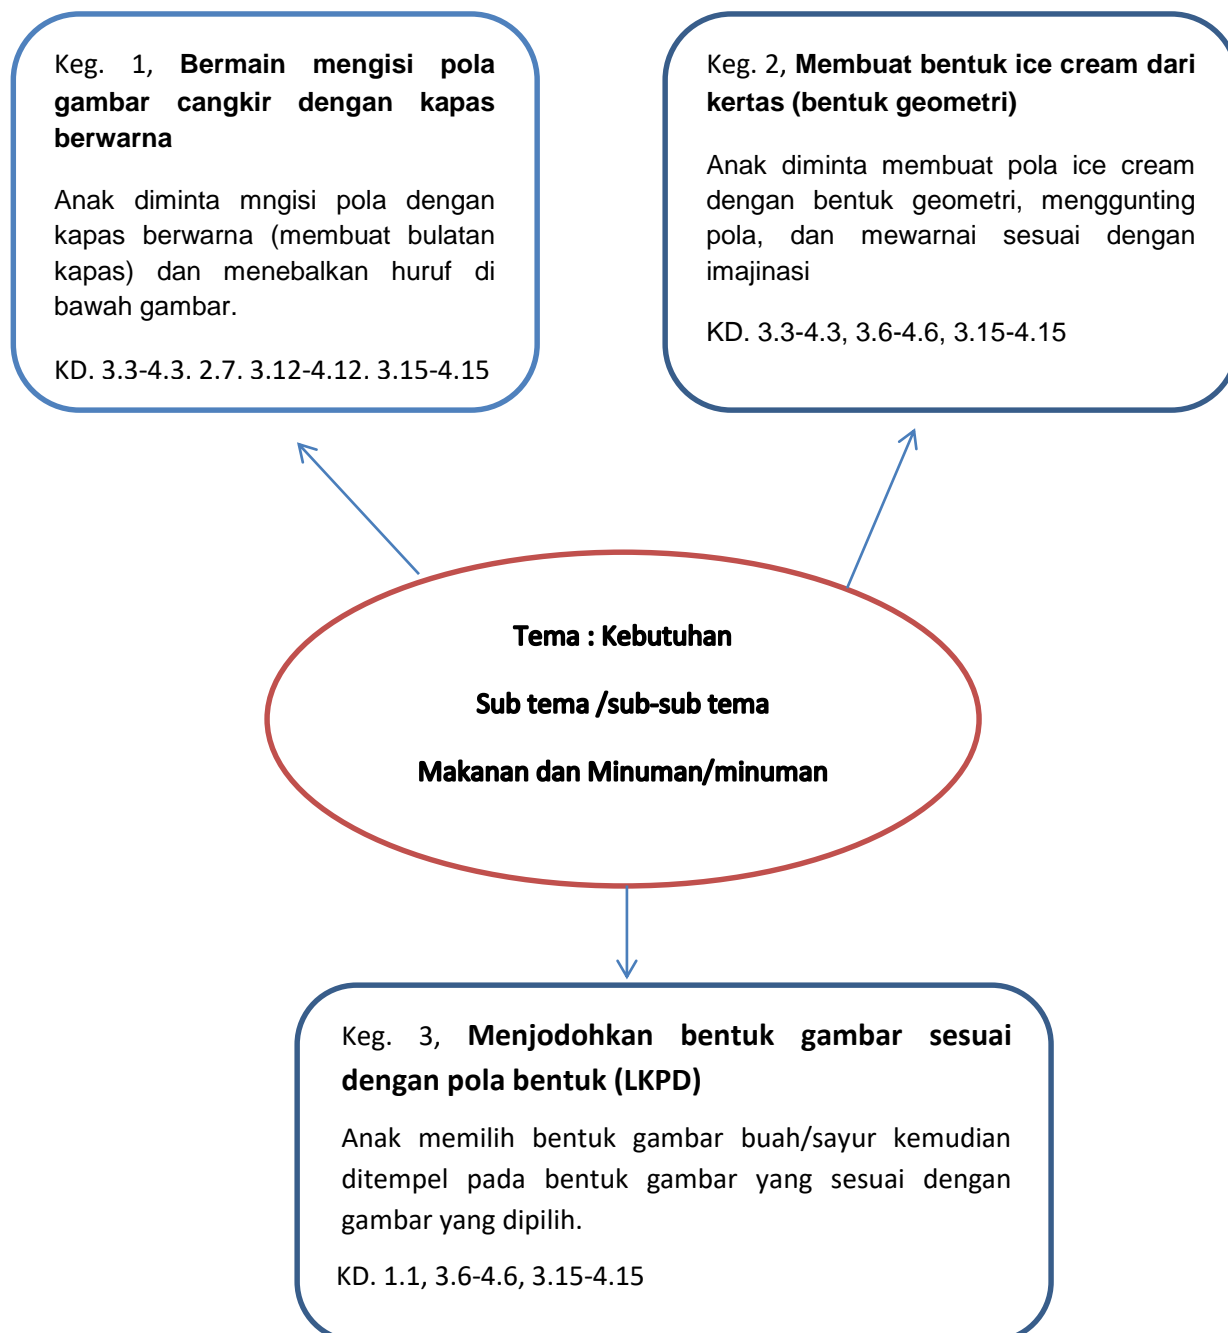 Keg. 1, Bermain mengisi pola
gambar cangkir dengan kapas
berwarna
Anak diminta mngisi pola dengan
kapas berwarna (membuat bulatan
kapas) dan menebalkan huruf di
bawah gambar.
KD. 3.3-4.3. 2.7. 3.12-4.12. 3.15-4.15
Keg. 2, Membuat bentuk ice cream dari
kertas (bentuk geometri)
Anak diminta membuat pola ice cream
dengan bentuk geometri, menggunting
pola, dan mewarnai sesuai dengan
imajinasi
KD. 3.3-4.3, 3.6-4.6, 3.15-4.15
Tema : Kebutuhan
Sub tema /sub-sub tema
Makanan dan Minuman/minuman
Keg. 3, Menjodohkan bentuk gambar sesuai
dengan pola bentuk (LKPD)
Anak memilih bentuk gambar buah/sayur kemudian
ditempel pada bentuk gambar yang sesuai dengan
gambar yang dipilih.
KD. 1.1, 3.6-4.6, 3.15-4.15